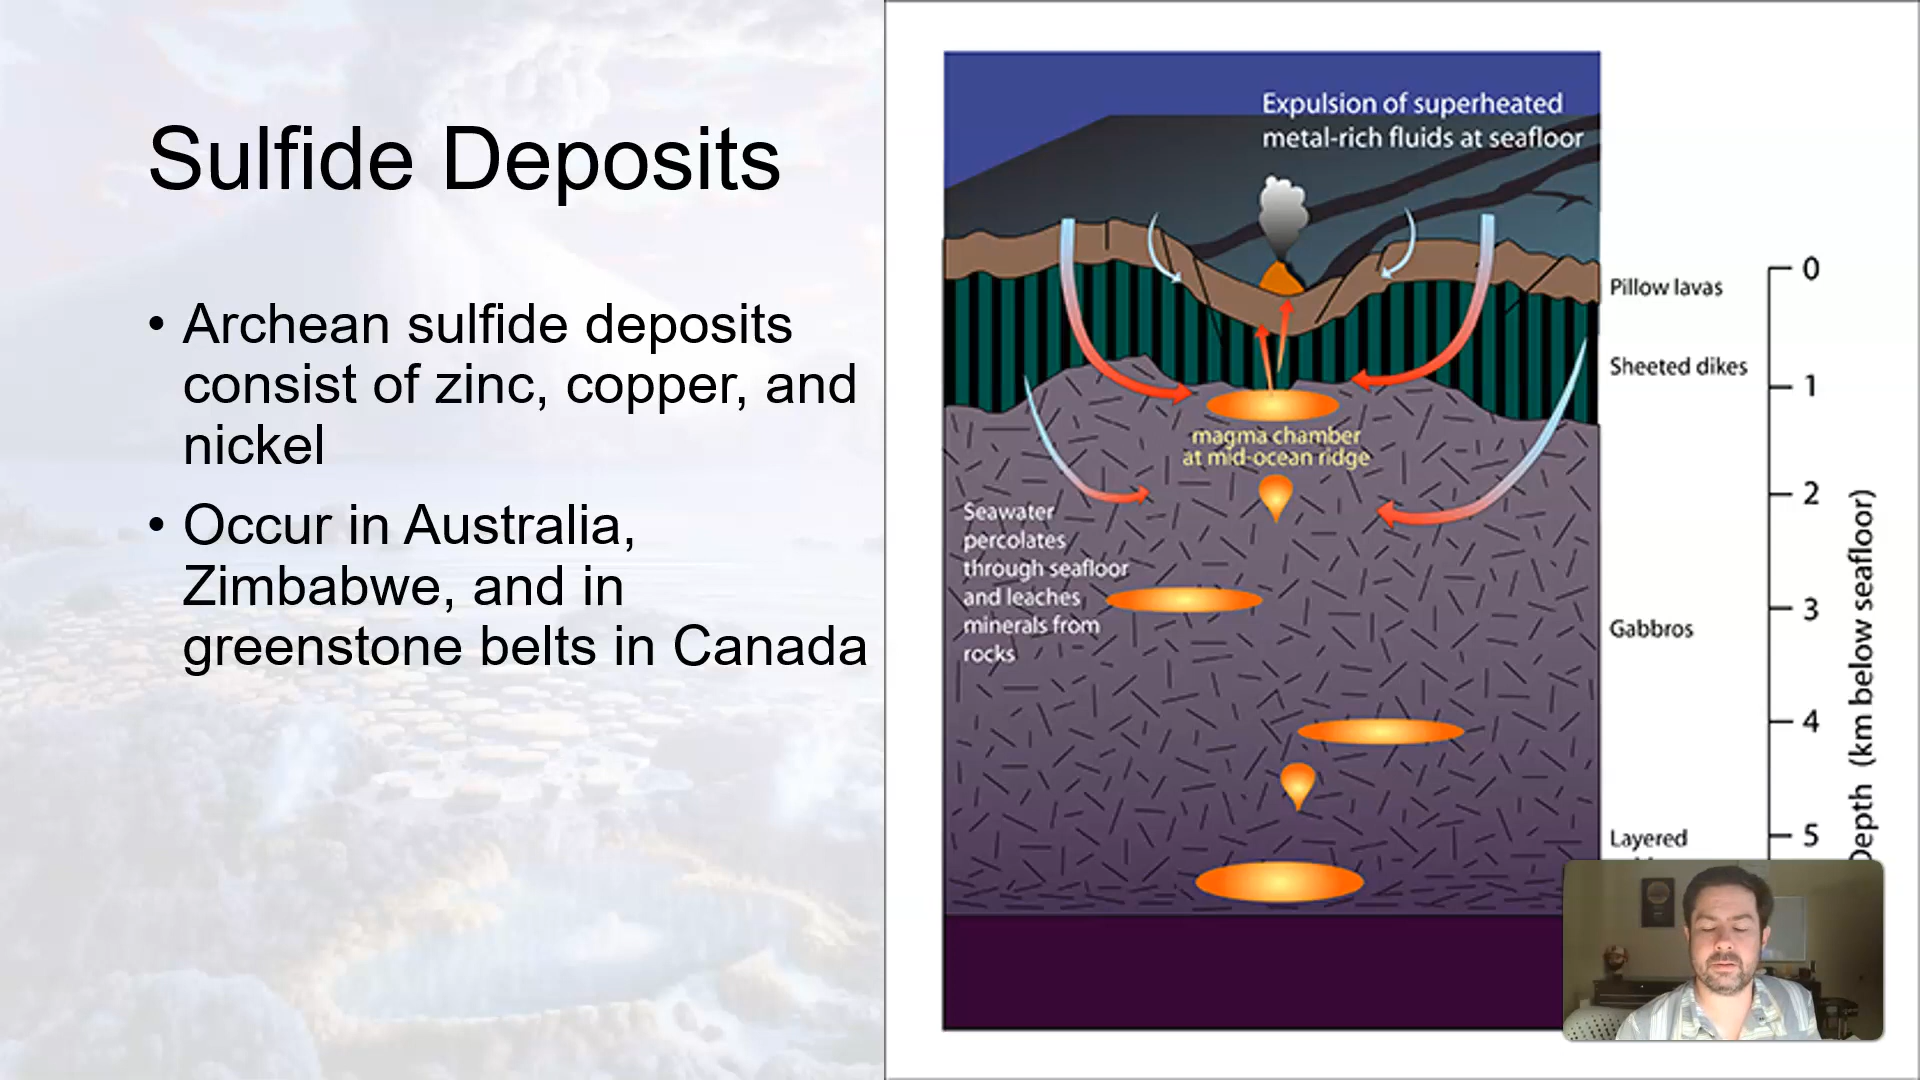 Sulfide Deposits
• Archean sulfide deposits
consist of zinc, copper, and
nickel
• Occur in Australia,
Zimbabwe, and in
greenstone belts in Canada
Expulsion of superheated
metal-rich fluids at seafloor
magma chamber
at mid-ocean ridge
Seawater
percolates
through seafloor
and leaches
minerals from
rocks
Pillow lavas
Sheeted dikes
Gabbros
Layered
0
1
2
3
4
5
Depth (km below seafloor)